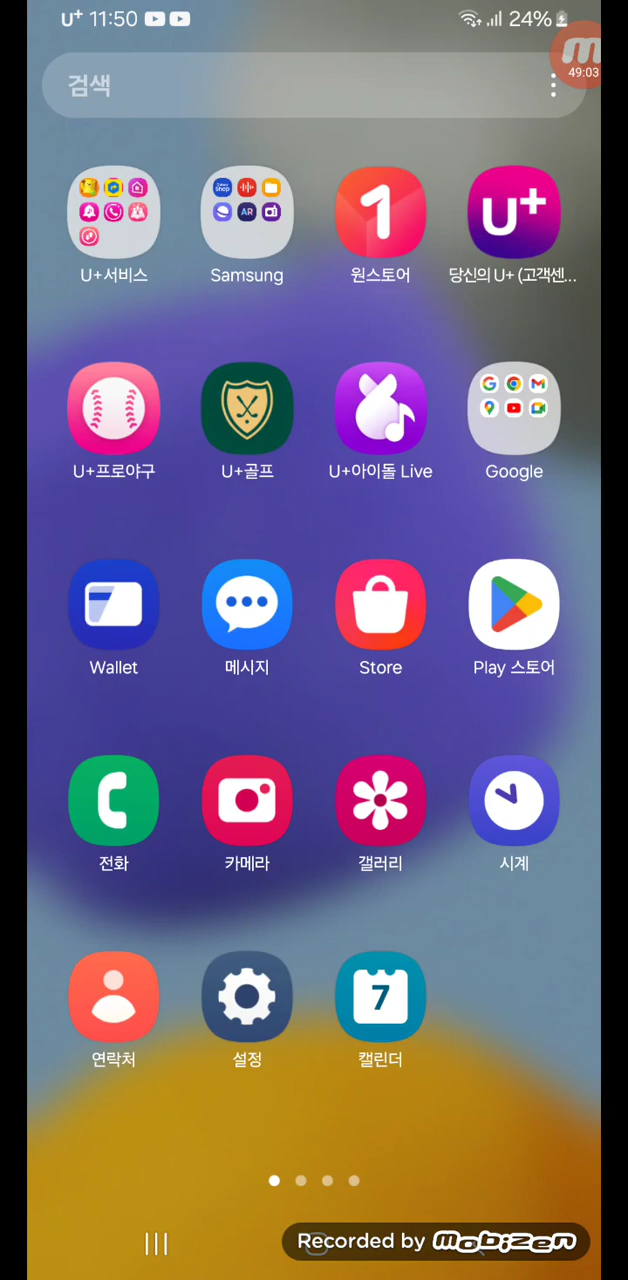 U+ 11:50 24%
검색
49:03
Shop
AR
1
U+
U+서비스 Samsung 원스토어 당신의 U+ (고객센...
U+프로야구 U+골프 U+아이돌 Live Google
Wallet 메시지 Store Play 스토어
전화 카메라 갤러리 시계
7
연락처 설정 캘린더
Recorded by mobizen